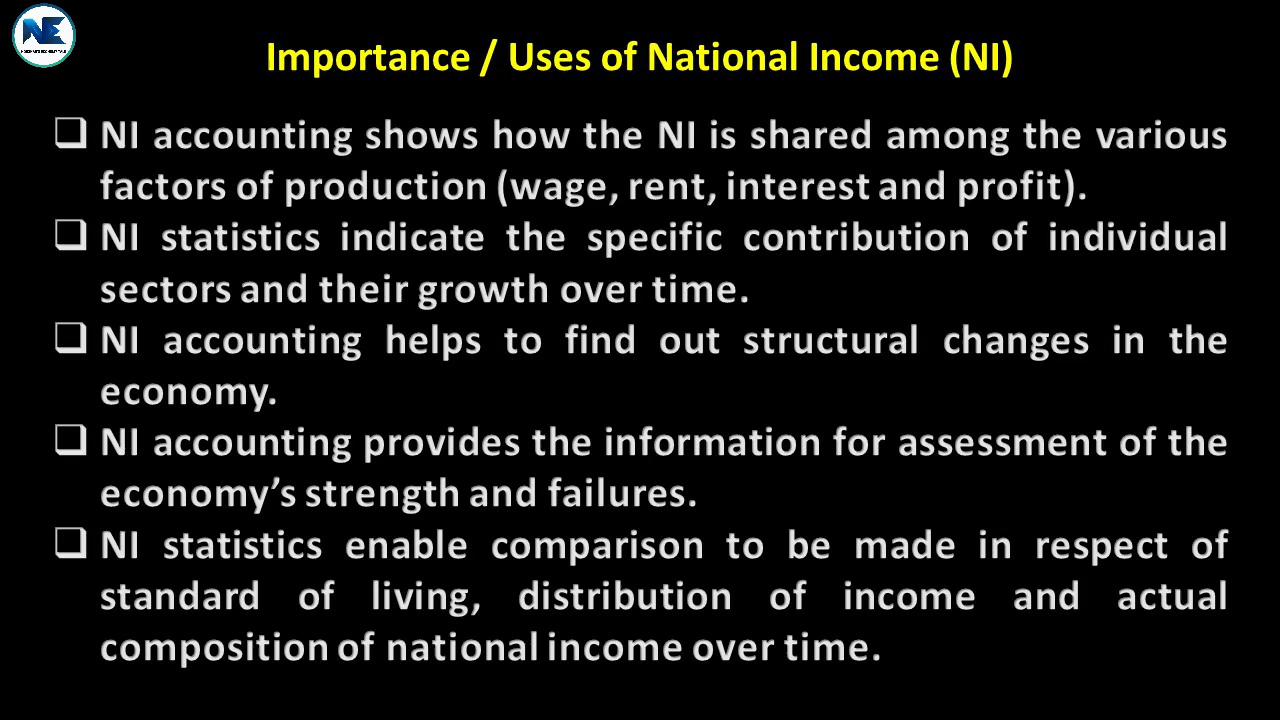 NE
Importance / Uses of National Income (NI)
❑ NI accounting shows how the NI is shared among the various
factors of production (wage, rent, interest and profit).
❑ NI statistics indicate the specific contribution of individual
sectors and their growth over time.
❑ NI accounting helps to find out structural changes in the
economy.
❑ NI accounting provides the information for assessment of the
economy’s strength and failures.
❑ NI statistics enable comparison to be made in respect of
standard of living, distribution of income and actual
composition of national income over time.